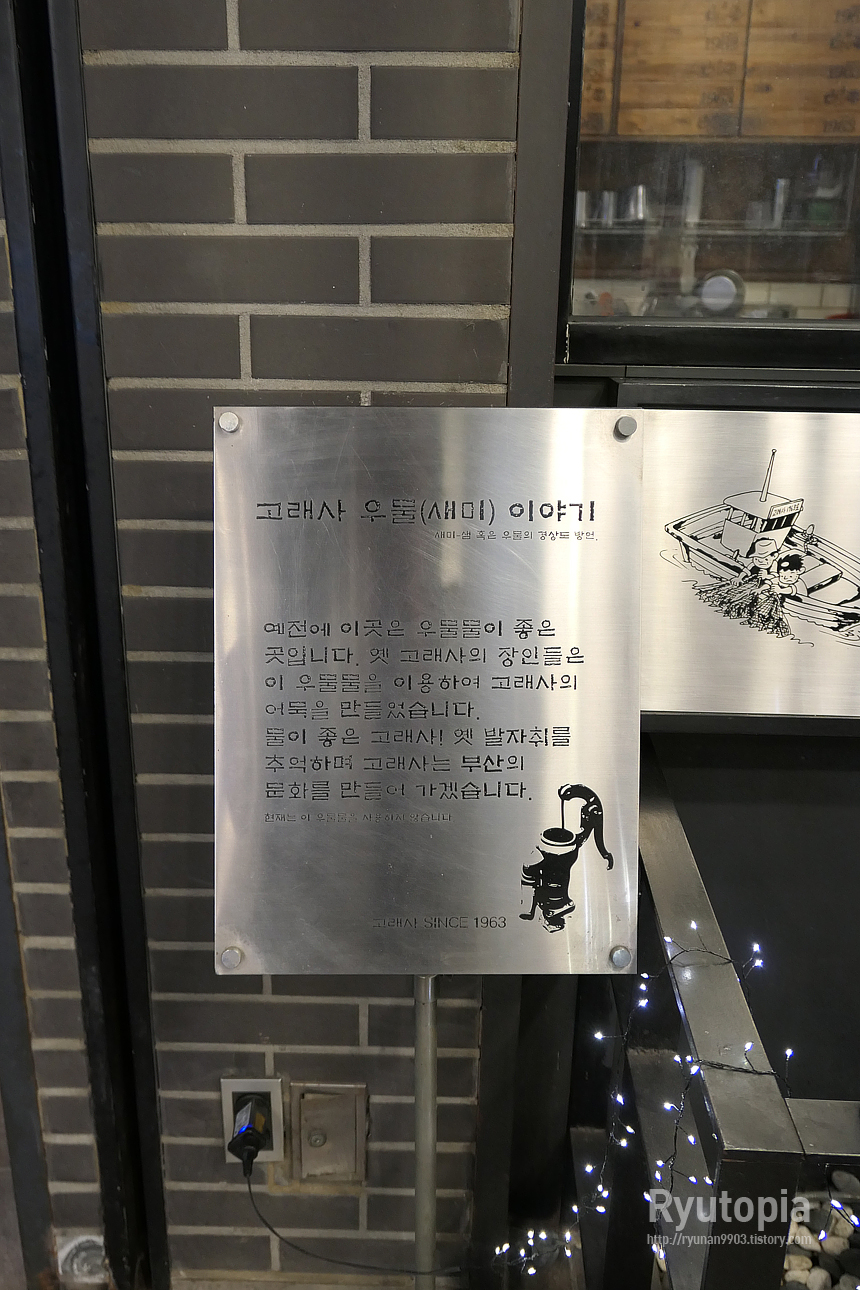 고래사 우물(새미) 이야기
새미-샘 혹은 우물의 경상도 방언.
예전에 이곳은 우물물이 좋은
곳입니다. 옛 고래사의 장인들은
이 우물물을 이용하여 고래사의
어묵을 만들었습니다.
물이 좋은 고래사! 옛 발자취를
추억하며 고래사는 부산의
문화를 만들어 가겠습니다.
현재는 이 우물물을 사용하지 않습니다
고래사 SINCE 1963
Ryutopia
http://ryunan9903.tistory.com